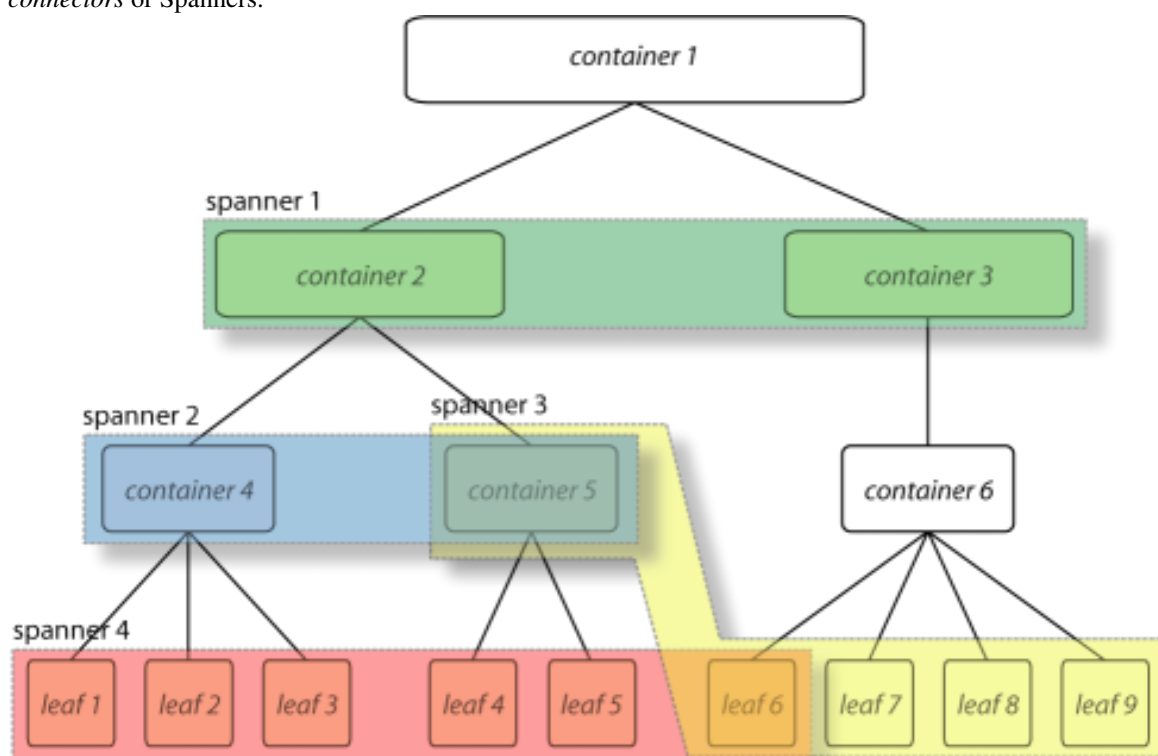 connectors of Spanners.
container 1
spanner 1
container 2
container 3
spanner 2
spanner 3
container 4
container 5
container 6
spanner 4
leaf 1
leaf 2
leaf 3
leaf 4
leaf 5
leaf 6
leaf 7
leaf 8
leaf 9